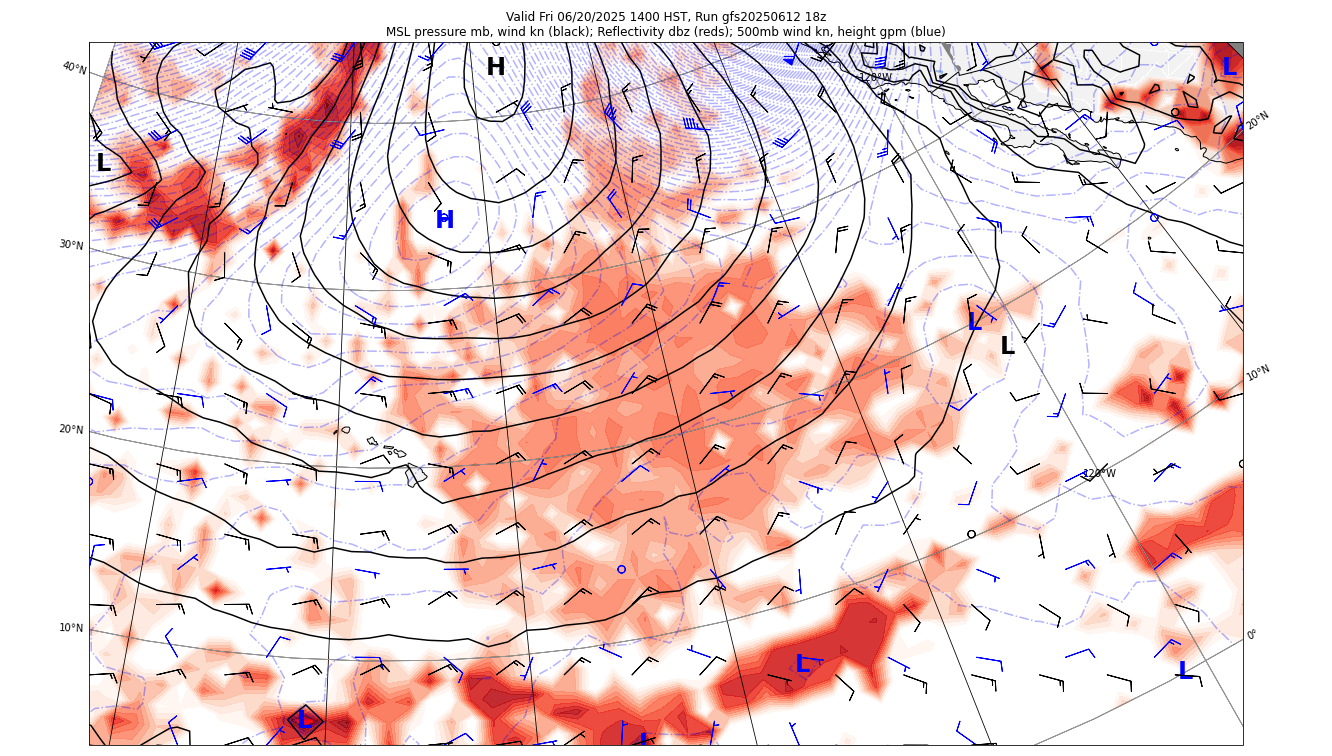 Valid Fri 06/20/2025 1400 HST, Run gfs20250612 18z
MSL pressure mb, wind kn (black); Reflectivity dbz (reds); 500mb wind kn, height gpm (blue)
H
L
40°N
120°W
20°N
L
H
30°N
L
L
10°N
20°N
120°W
10°N
0°
L
L
L
L